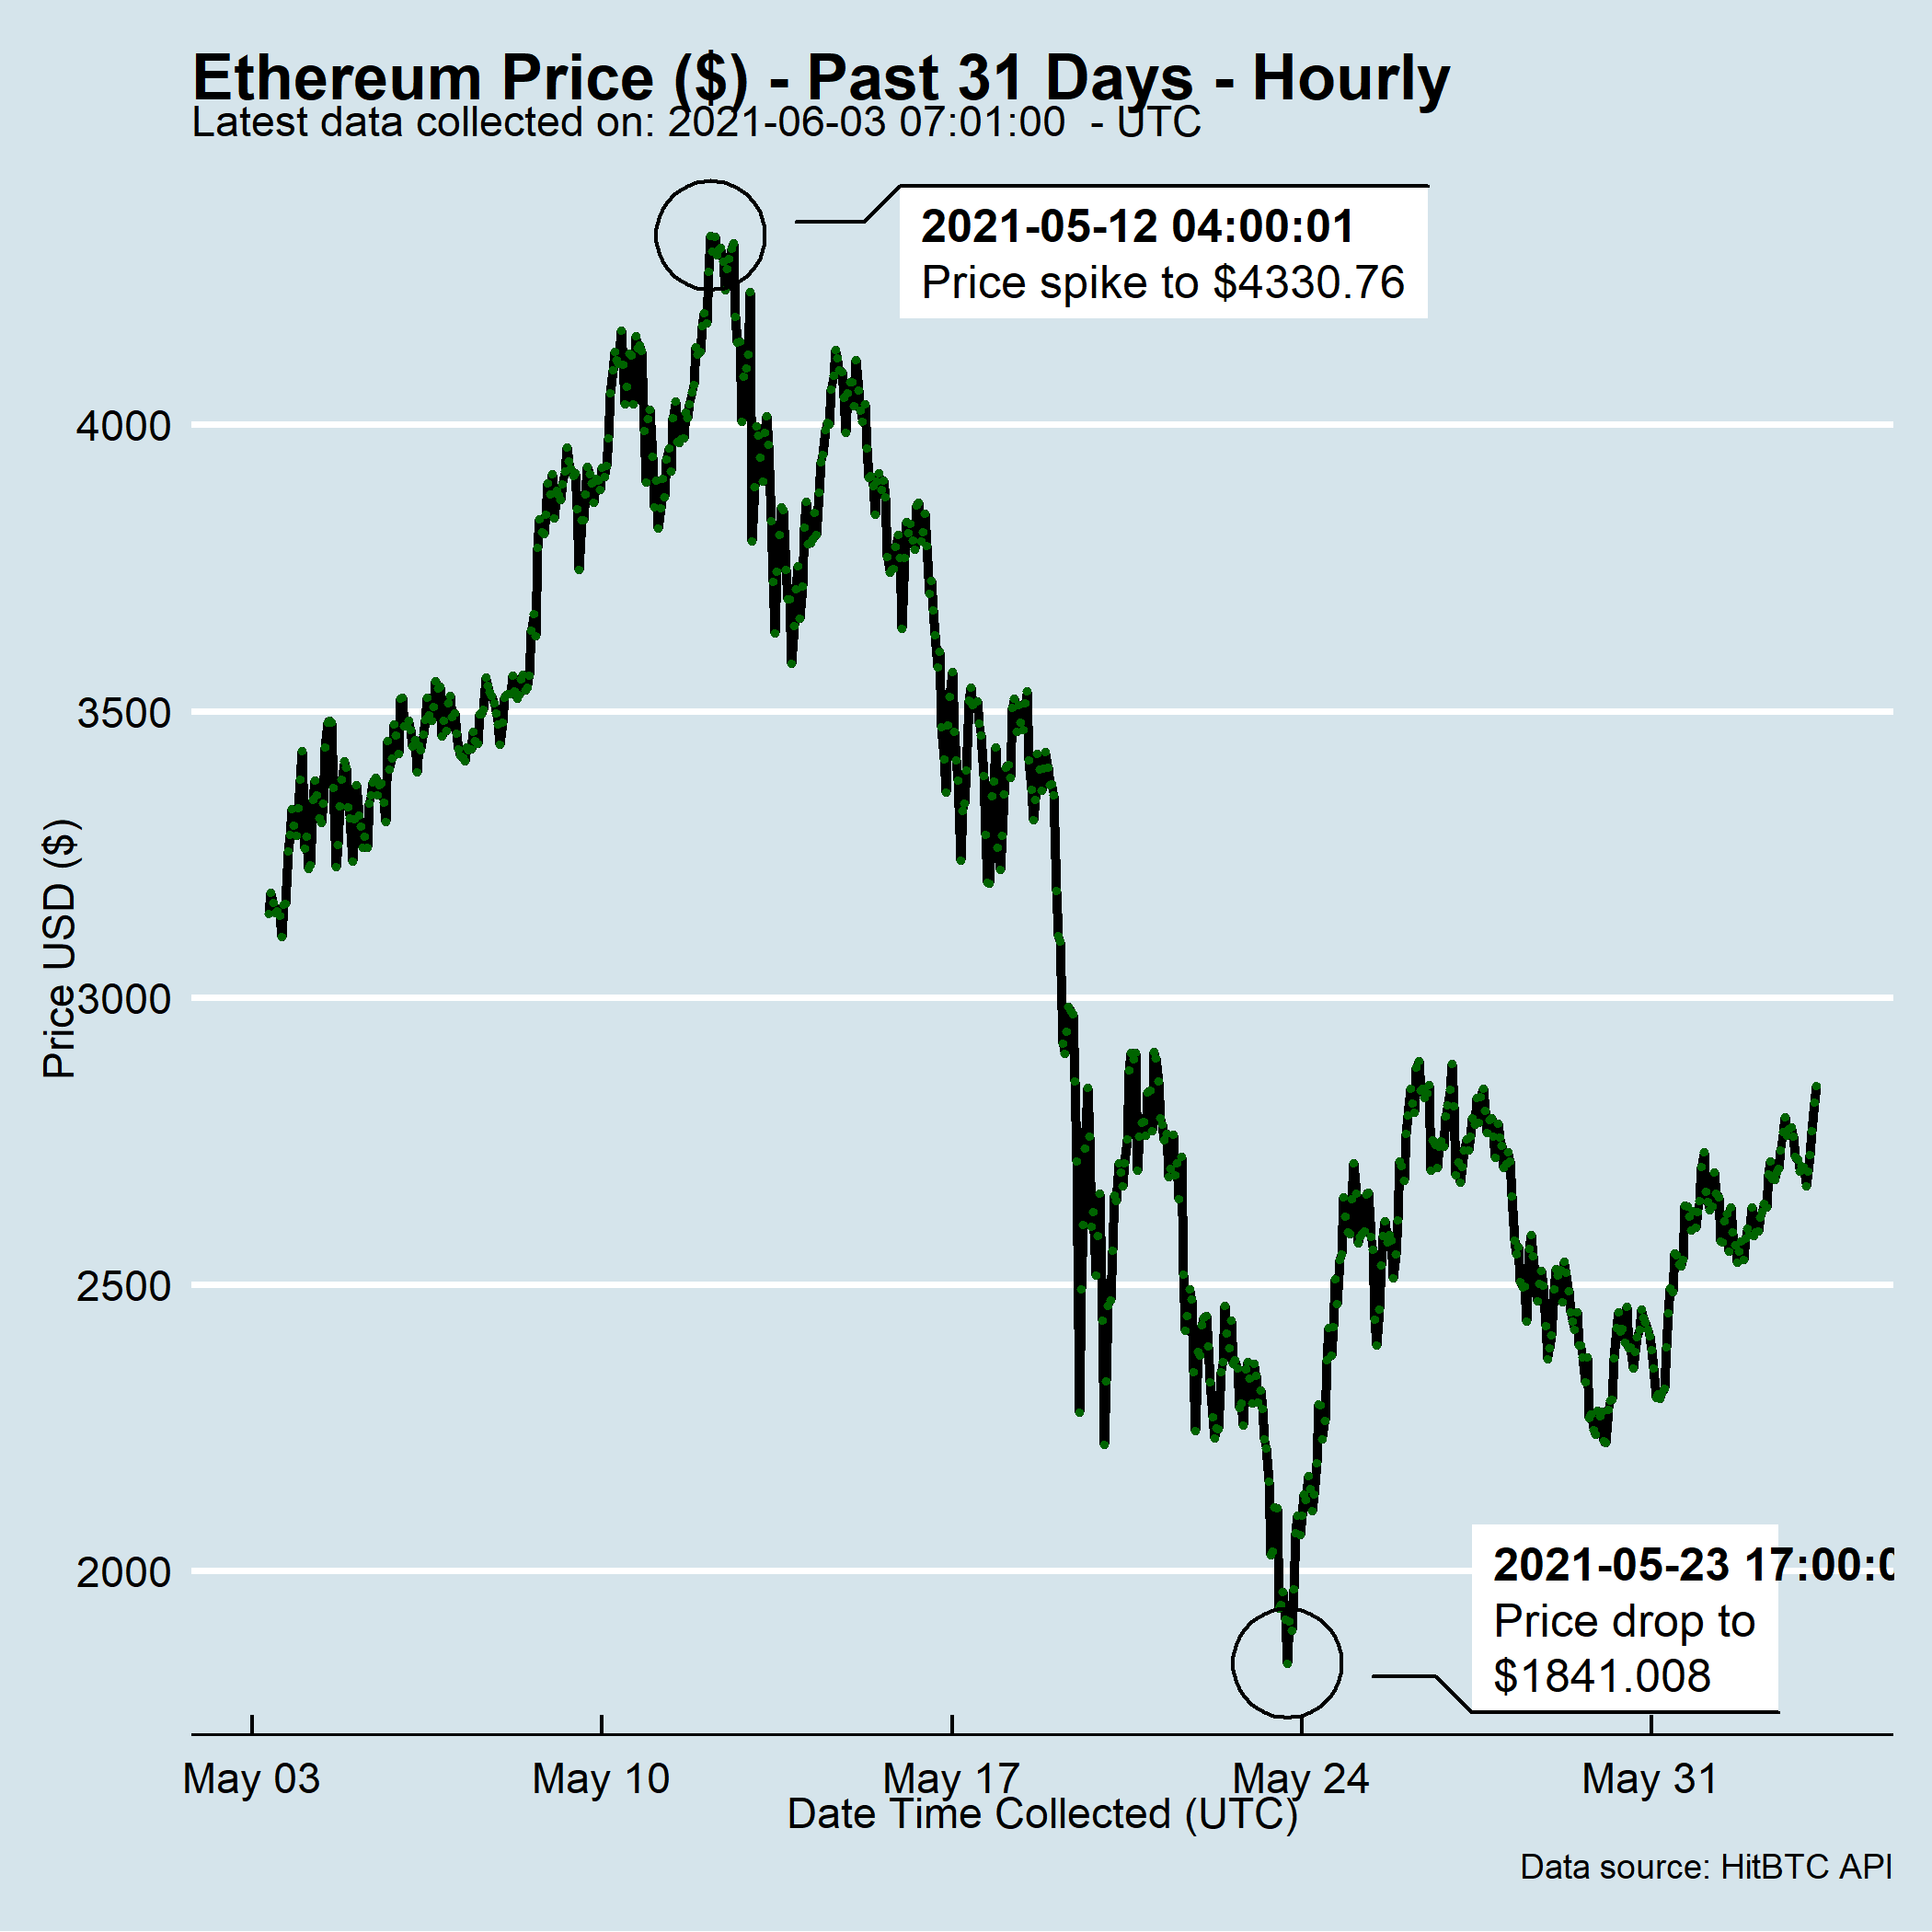 Ethereum Price ($) - Past 31 Days - Hourly
Latest data collected on: 2021-06-03 07:01:00 - UTC
2021-05-12 04:00:01
Price spike to $4330.76
4000
3500
3000
2500
2000
Price USD ($)
2021-05-23 17:00:0
Price drop to
$1841.008
May 03 May 10 May 17 May 24 May 31
Date Time Collected (UTC)
Data source: HitBTC API